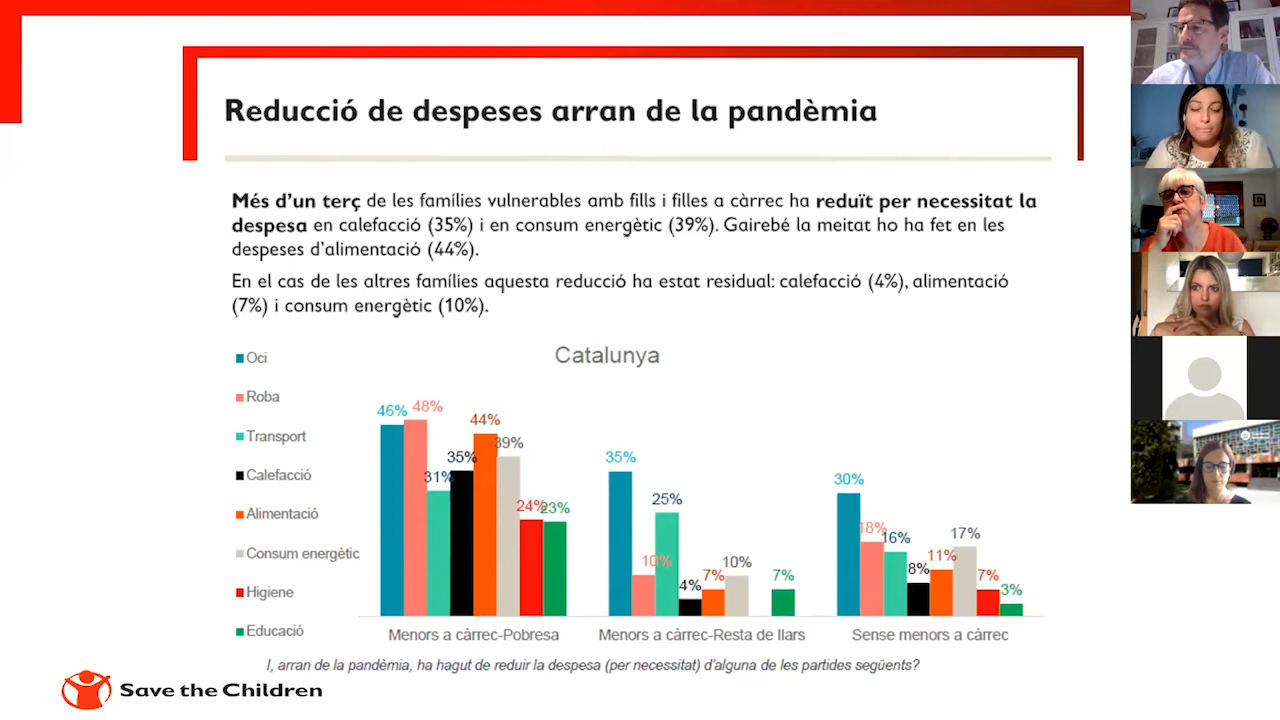 Reducció de despeses arran de la pandèmia
Més d'un terç de les famílies vulnerables amb fills i filles a càrrec ha reduït per necessitat la
despesa en calefacció (35%) i en consum energètic (39%). Gairebé la meitat ho ha fet en les
despeses d'alimentació (44%).
En el cas de les altres famílies aquesta reducció ha estat residual: calefacció (4%), alimentació
(7%) i consum energètic (10%).
Catalunya
Oci
Roba
Transport
Calefacció
Alimentació
Consum energètic
Higiene
Educació
46% 48% 31% 35% 44% 39% 24% 23%
35% 10% 25% 4% 7% 10% 7%
30% 18% 16% 8% 11% 17% 7% 3%
Menors a càrrec-Pobresa Menors a càrrec-Resta de llars Sense menors a càrrec
I, arran de la pandèmia, ha hagut de reduir la despesa (per necessitat) d'alguna de les partides següents?
Save the Children